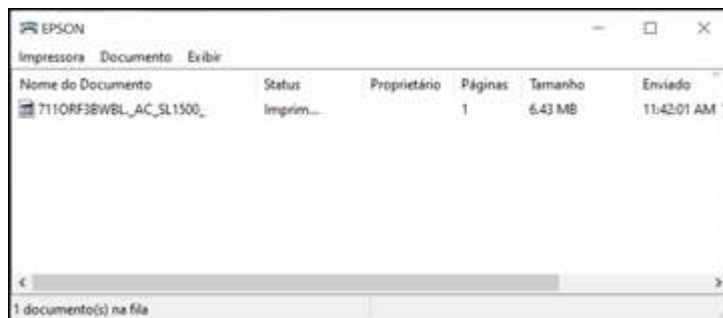 EPSON
Impressora Documento Exibir
Nome do Documento Status Proprietário Páginas Tamanho Enviado
711ORF3BWBL._AC_SL1500_ Imprim... 1 6.43 MB 11:42:01 AM
1 documento(s) na fila